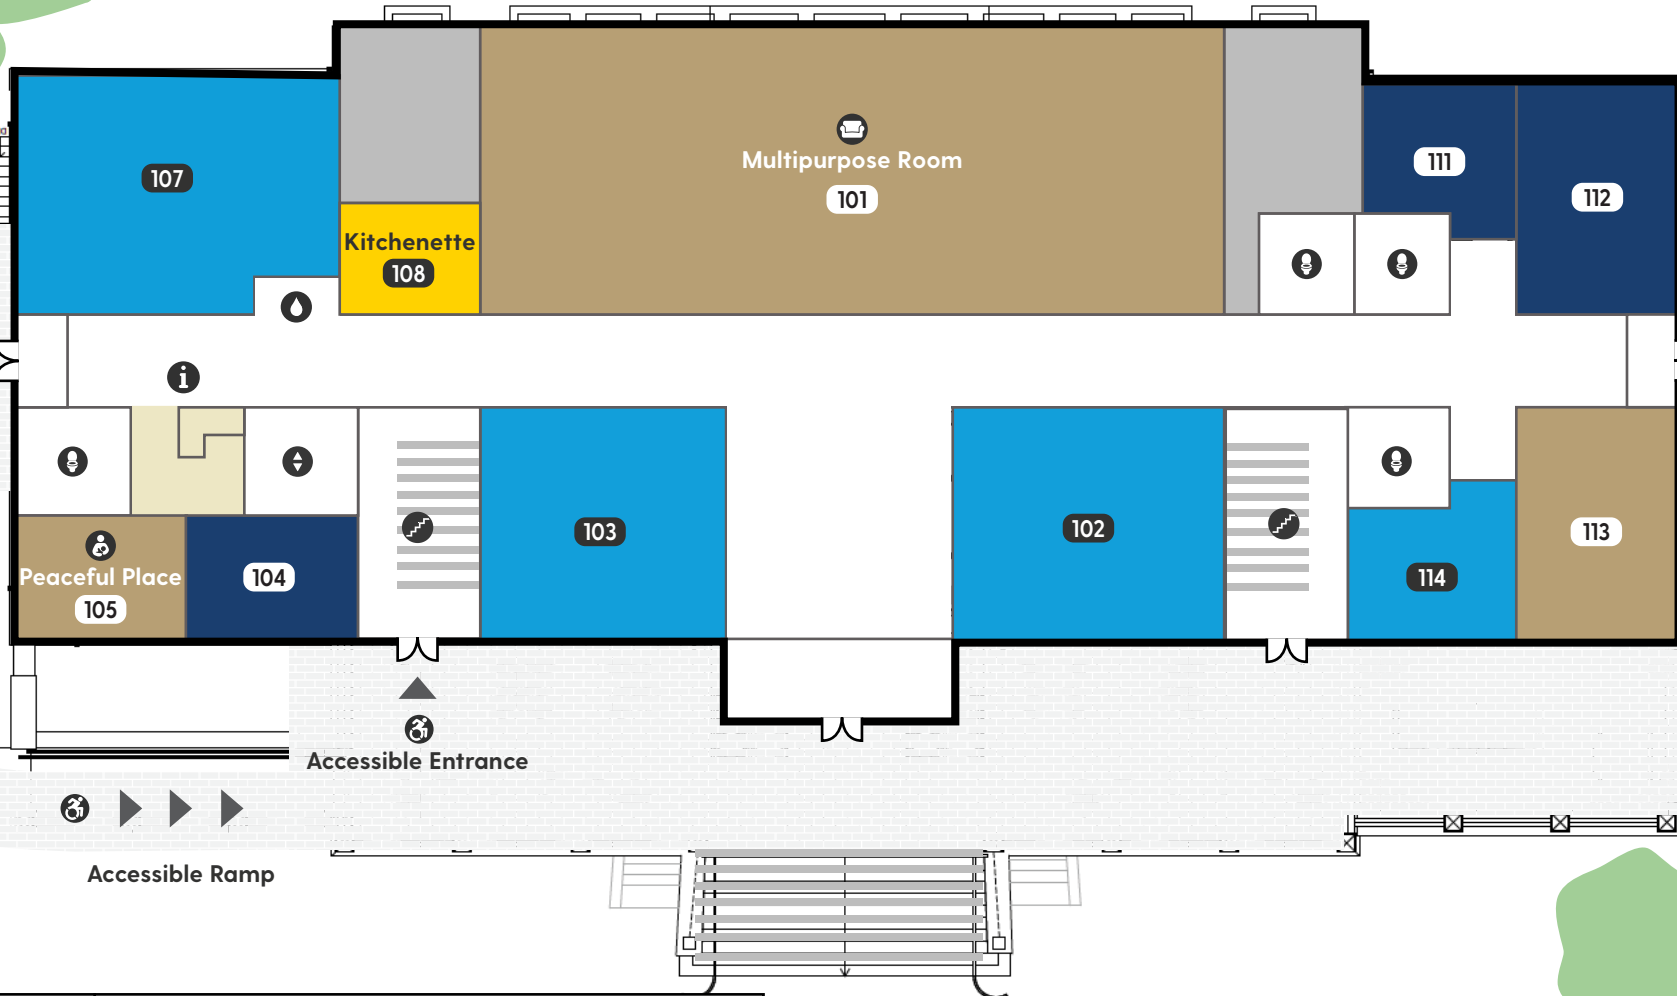 107
Kitchenette
108
Multipurpose Room
101
111
112
i
103
102
Peaceful Place
105
104
114
113
Accessible Entrance
Accessible Ramp